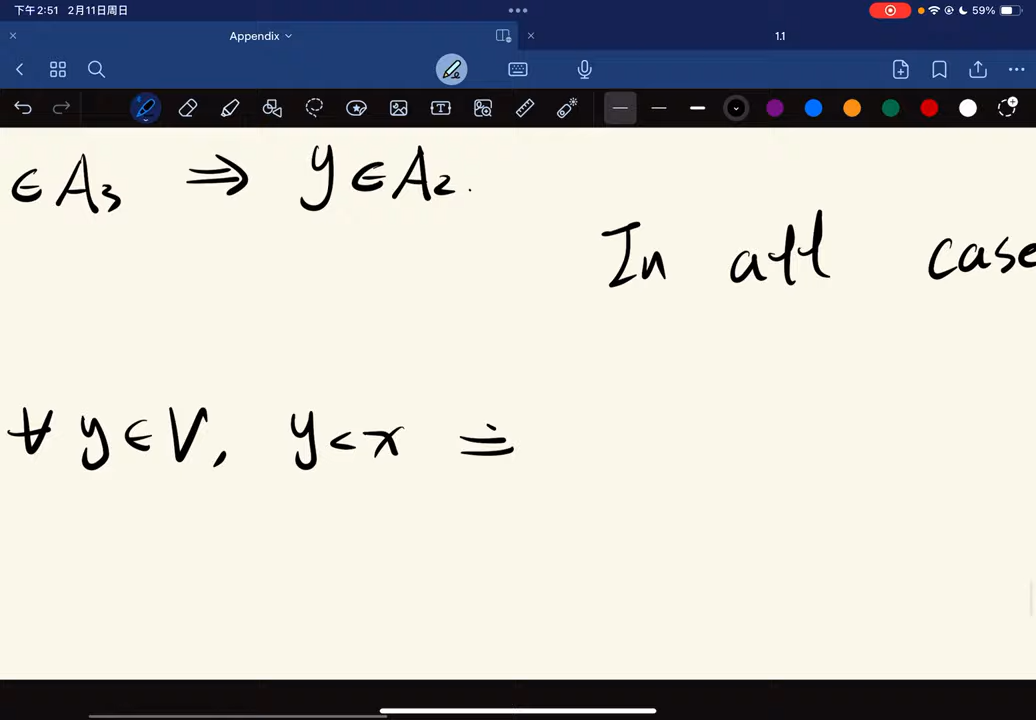 下午2:51 2月11日周日
59%
Appendix
1.1
∈ A₃ ⇒ y ∈ A₂.
In all case
∀ y ∈ V, y < x